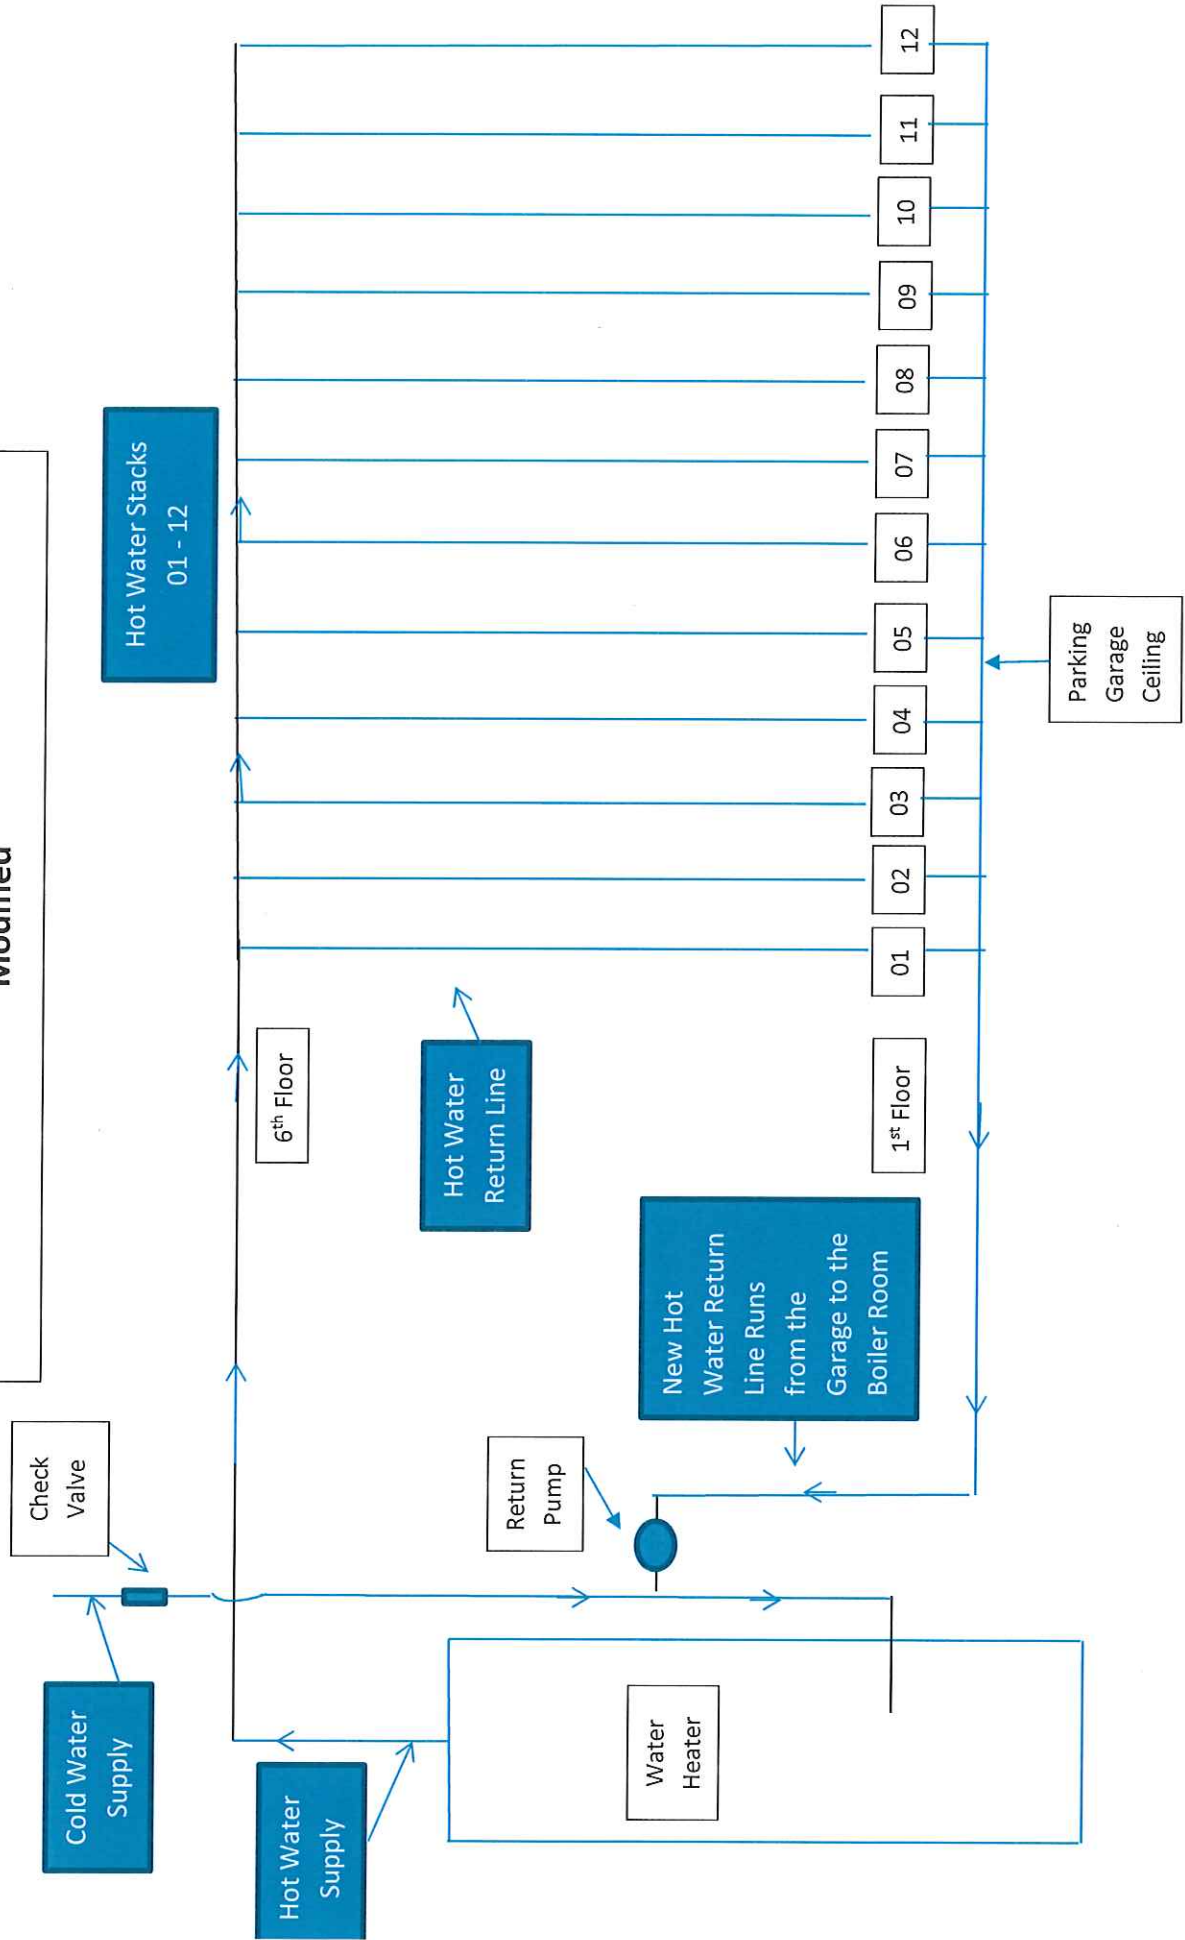 Modified
Cold Water
Supply
Check
Valve
Hot Water Stacks
01 - 12
Hot Water
Supply
6th Floor
Hot Water
Return Line
Return
Pump
Water
Heater
New Hot
Water Return
Line Runs
from the
Garage to the
Boiler Room
1st Floor
01
02
03
04
05
06
07
08
09
10
11
12
Parking
Garage
Ceiling